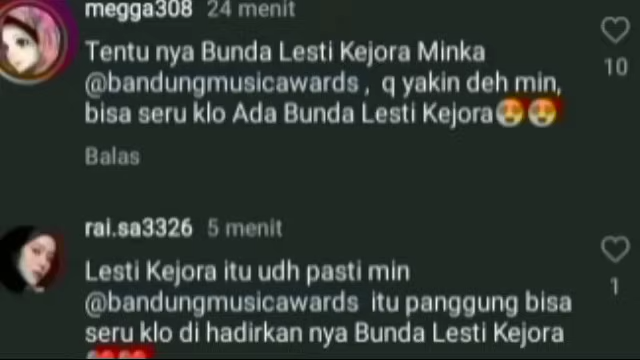 megga308 24 menit
Tentu nya Bunda Lesti Kejora Minka
@bandungmusicawards , q yakin deh min,
bisa seru klo Ada Bunda Lesti Kejora😍😍
10
Balas
rai.sa3326 5 menit
Lesti Kejora itu udh pasti min
@bandungmusicawards itu panggung bisa
seru klo di hadirkan nya Bunda Lesti Kejora
❤❤
1